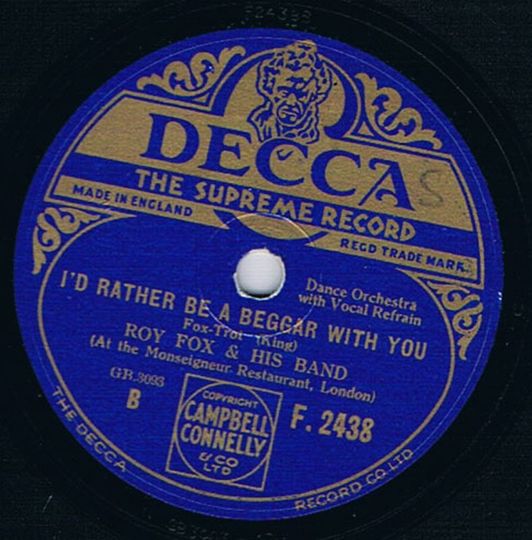 DECCA
THE SUPREME RECORD
MADE IN ENGLAND
REGD TRADE MARK.
Dance Orchestra
with Vocal Refrain
I'D RATHER BE A BEGGAR WITH YOU
Fox-Trot (King)
ROY FOX & HIS BAND
(At the Monseigneur Restaurant, London)
GB.3093
B
COPYRIGHT
CAMPBELL
CONNELLY
& CO
LTD
F. 2438
THE DECCA
RECORD CO LTD